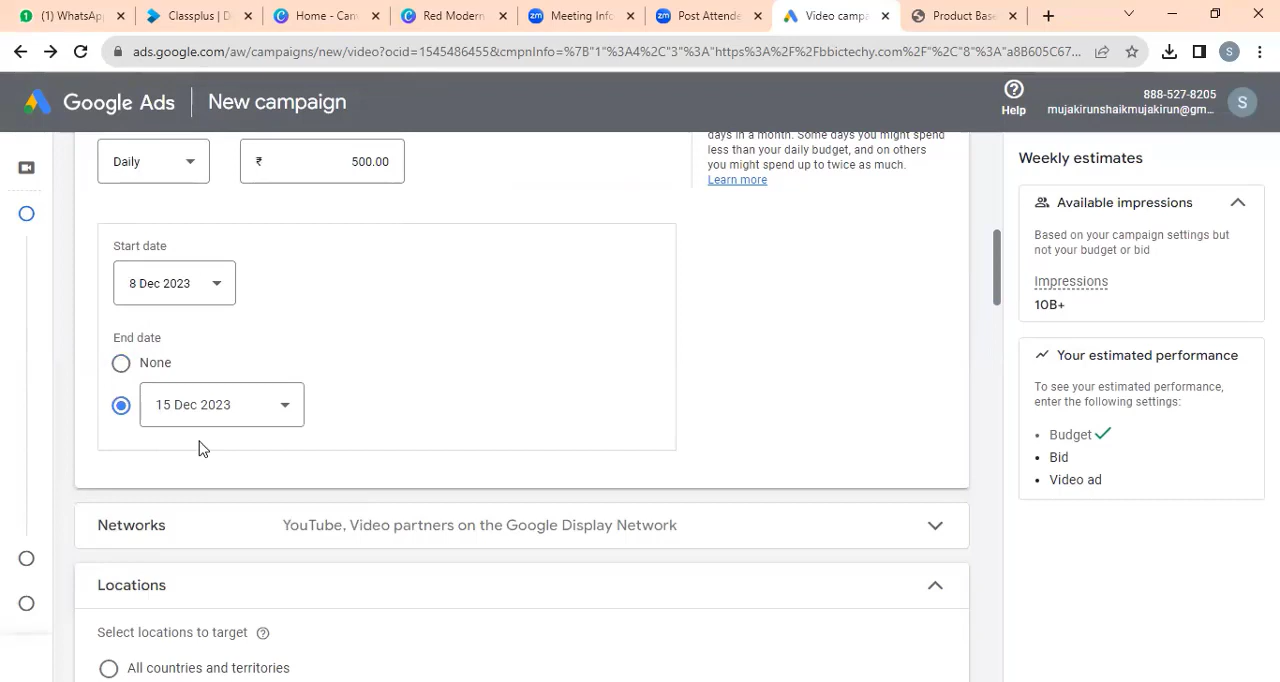 (1) WhatsApp
Classplus | D
Home - Can
Red Modern
Meeting Info
Post Attende
Video campa
Product Base
ads.google.com/aw/campaigns/new/video?ocid=1545486455&cmpnInfo=%7B"1"%3A4%2C"3"%3A"https%3A%2F%2Fbbictechy.com%2F"%2C"8"%3A"a8B605C67...
S
Google Ads
New campaign
Help
888-527-8205
mujakirunshaikmujakirun@gm...
S
Daily
₹
500.00
days in a month. Some days you might spend
less than your daily budget, and on others
you might spend up to twice as much.
Learn more
Start date
8 Dec 2023
End date
None
15 Dec 2023
Networks
YouTube, Video partners on the Google Display Network
Locations
Select locations to target
All countries and territories
Weekly estimates
Available impressions
Based on your campaign settings but
not your budget or bid
Impressions
10B+
Your estimated performance
To see your estimated performance,
enter the following settings:
• Budget
• Bid
• Video ad